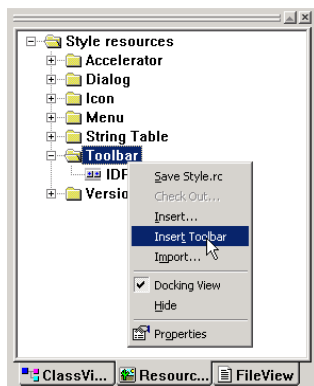 Style resources
Accelerator
Dialog
Icon
Menu
String Table
Toolbar
IDR
Versio
Save Style.rc
Check Out...
Insert...
Insert Toolbar
Import...
Docking View
Hide
Properties
ClassVi...
Resourc...
FileView